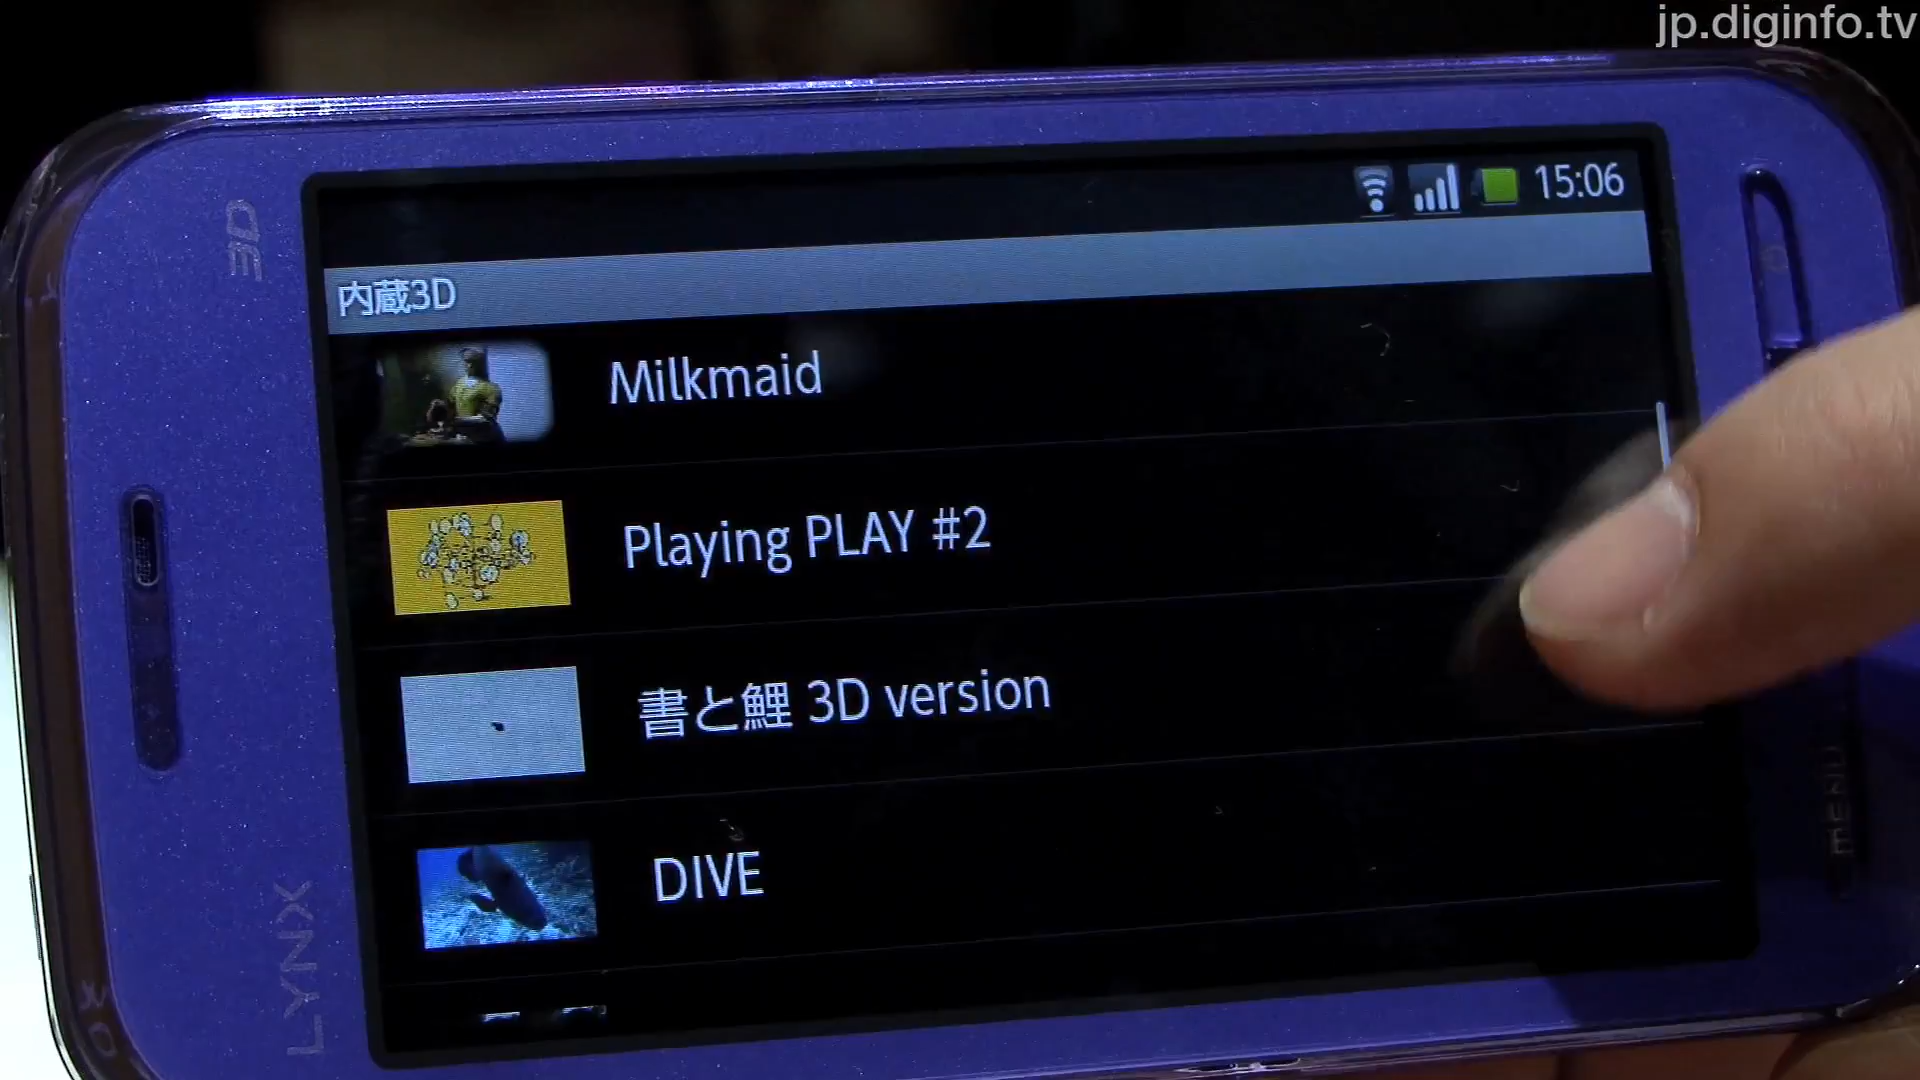 jp.diginfo.tv
3D
15:06
内蔵3D
Milkmaid
Playing PLAY #2
書と鯉 3D version
DIVE
LYNX
MENU